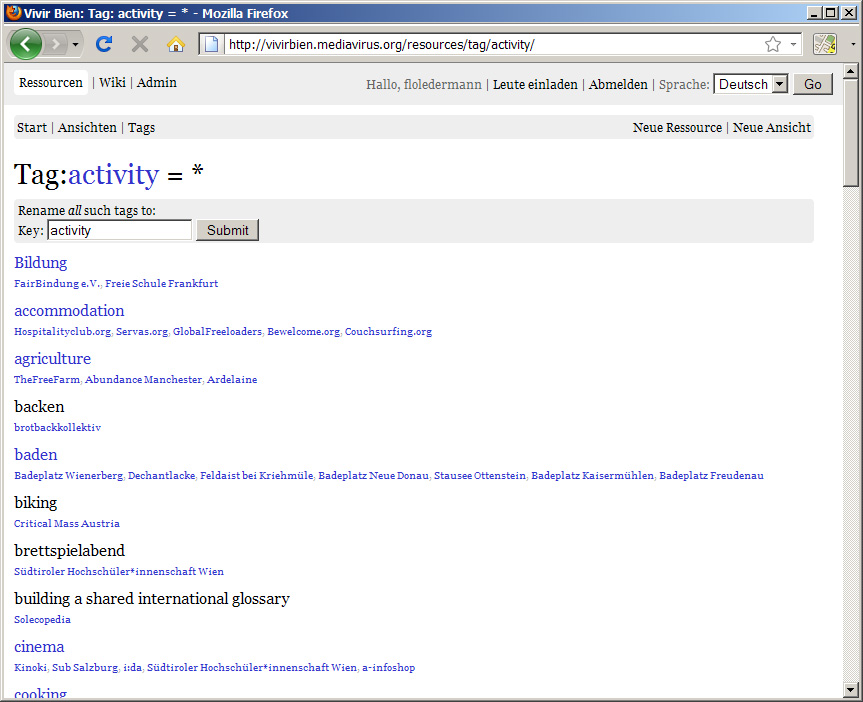 Vivir Bien: Tag: activity = * - Mozilla Firefox
http://vivirbien.mediavirus.org/resources/tag/activity/
Ressourcen | Wiki | Admin
Hallo, floledermann | Leute einladen | Abmelden | Sprache: Deutsch Go
Start | Ansichten | Tags
Neue Ressource | Neue Ansicht
Tag:activity = *
Rename all such tags to:
Key: activity Submit
Bildung
FairBindung e.V., Freie Schule Frankfurt
accommodation
Hospitalityclub.org, Servas.org, GlobalFreeloaders, Bewelcome.org, Couchsurfing.org
agriculture
TheFreeFarm, Abundance Manchester, Ardelaine
backen
brotbackkollektiv
baden
Badeplatz Wienerberg, Dechantlacke, Feldaist bei Kriehmüle, Badeplatz Neue Donau, Stausee Ottenstein, Badeplatz Kaisermühlen, Badeplatz Freudenau
biking
Critical Mass Austria
brettspielabend
Südtiroler Hochschüler*innenschaft Wien
building a shared international glossary
Solecopedia
cinema
Kinoki, Sub Salzburg, i:da, Südtiroler Hochschüler*innenschaft Wien, a-infoshop
cooking